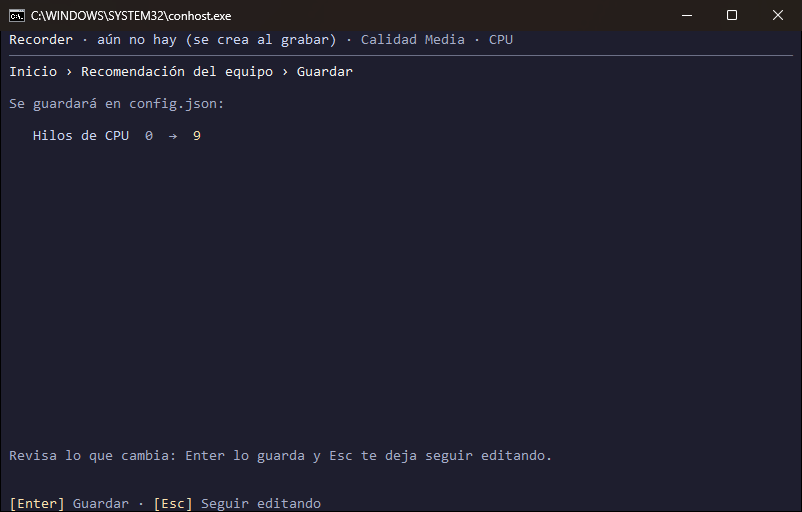 C:\WINDOWS\SYSTEM32\conhost.exe
Recorder · aún no hay (se crea al grabar) · Calidad Media · CPU
Inicio › Recomendación del equipo › Guardar
Se guardará en config.json:
Hilos de CPU 0 → 9
Revisa lo que cambia: Enter lo guarda y Esc te deja seguir editando.
[Enter] Guardar · [Esc] Seguir editando